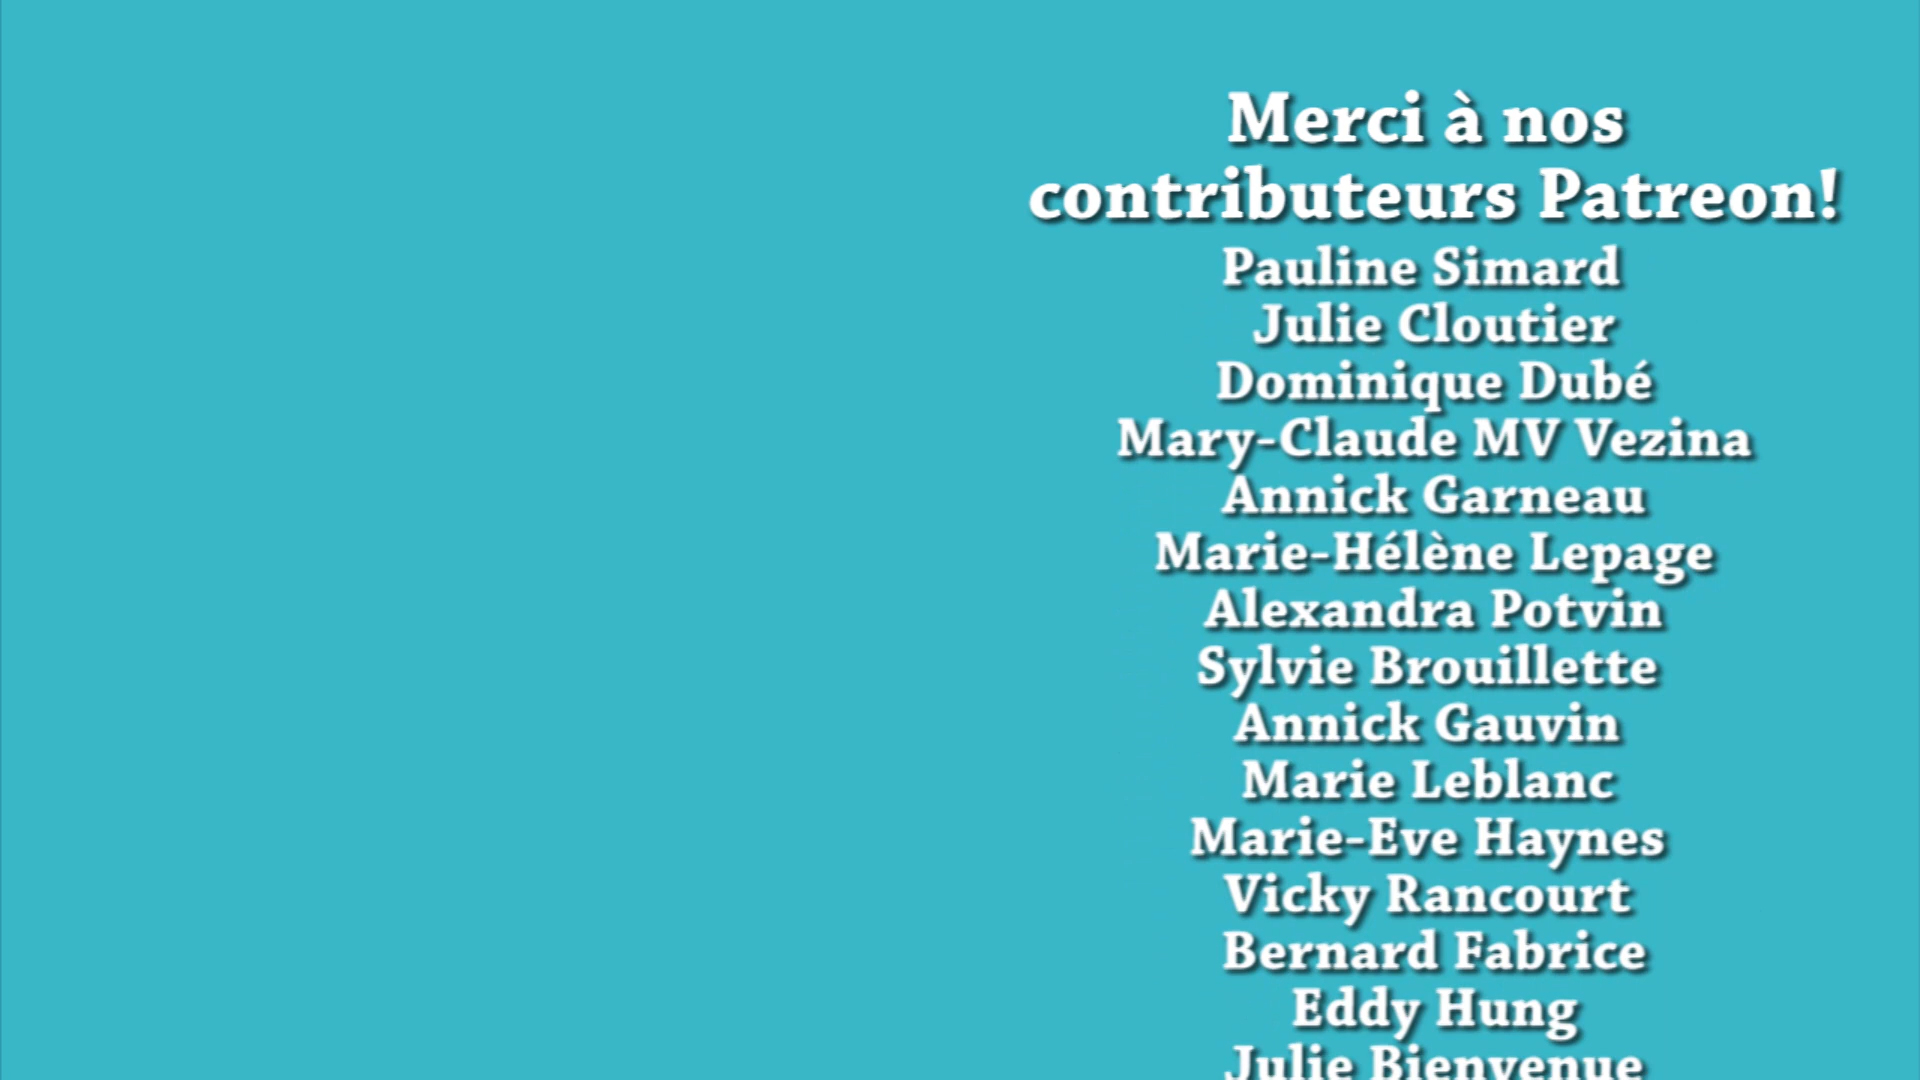 Merci à nos
contributeurs Patreon!
Pauline Simard
Julie Cloutier
Dominique Dubé
Mary-Claude MV Vezina
Annick Garneau
Marie-Hélène Lepage
Alexandra Potvin
Sylvie Brouillette
Annick Gauvin
Marie Leblanc
Marie-Eve Haynes
Vicky Rancourt
Bernard Fabrice
Eddy Hung
Julie Bienvenue